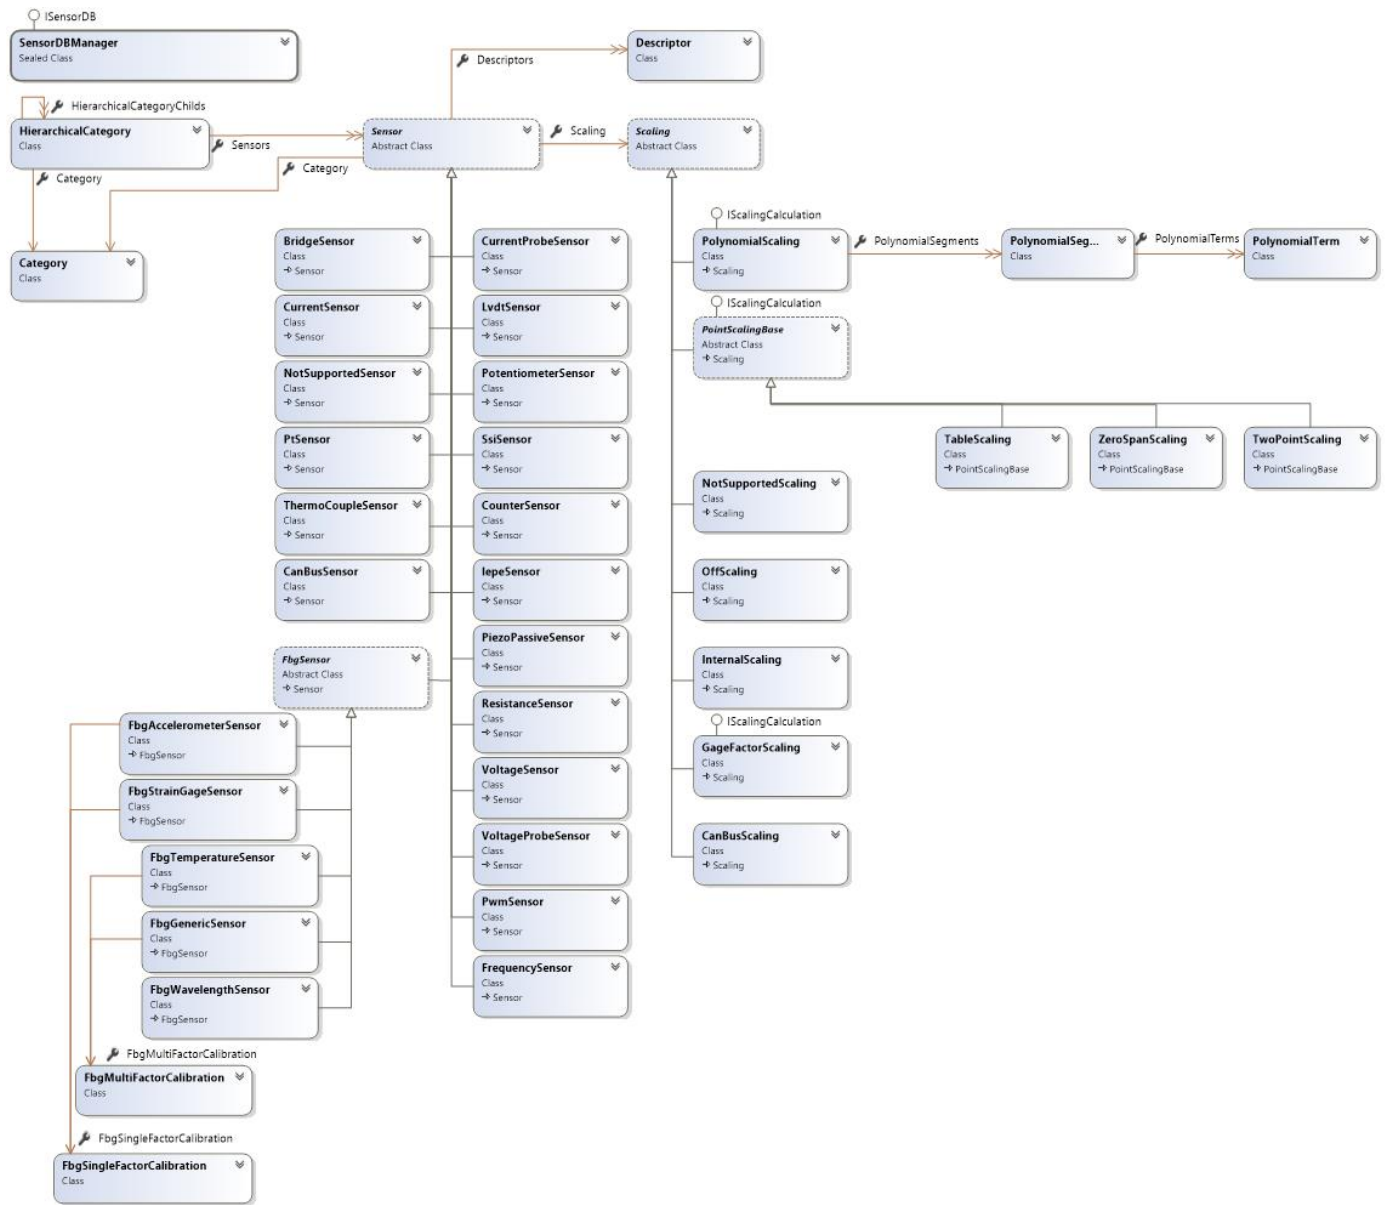 ISensorDB
SensorDBManager
Sealed Class
Descriptor
Class
Descriptors
HierarchicalCategoryChilds
HierarchicalCategory
Class
Sensors
Sensor
Abstract Class
Scaling
Scaling
Abstract Class
Category
Category
Category
Class
IScalingCalculation
PolynomialScaling
Class
Scaling
PolynomialSegments
PolynomialSeg...
Class
PolynomialTerms
PolynomialTerm
Class
IScalingCalculation
PointScalingBase
Abstract Class
Scaling
TableScaling
Class
PointScalingBase
ZeroSpanScaling
Class
PointScalingBase
TwoPointScaling
Class
PointScalingBase
BridgeSensor
Class
Sensor
CurrentProbeSensor
Class
Sensor
CurrentSensor
Class
Sensor
LvdtSensor
Class
Sensor
NotSupportedSensor
Class
Sensor
PotentiometerSensor
Class
Sensor
PtSensor
Class
Sensor
SsiSensor
Class
Sensor
ThermoCoupleSensor
Class
Sensor
CounterSensor
Class
Sensor
CanBusSensor
Class
Sensor
IepeSensor
Class
Sensor
FbgSensor
Abstract Class
Sensor
PiezoPassiveSensor
Class
Sensor
ResistanceSensor
Class
Sensor
VoltageSensor
Class
Sensor
VoltageProbeSensor
Class
Sensor
PwmSensor
Class
Sensor
FrequencySensor
Class
Sensor
NotSupportedScaling
Class
Scaling
OffScaling
Class
Scaling
InternalScaling
Class
Scaling
IScalingCalculation
GageFactorScaling
Class
Scaling
CanBusScaling
Class
Scaling
FbgAccelerometerSensor
Class
FbgSensor
FbgStrainGageSensor
Class
FbgSensor
FbgTemperatureSensor
Class
FbgSensor
FbgGenericSensor
Class
FbgSensor
FbgWavelengthSensor
Class
FbgSensor
FbgMultiFactorCalibration
FbgMultiFactorCalibration
Class
FbgSingleFactorCalibration
FbgSingleFactorCalibration
Class